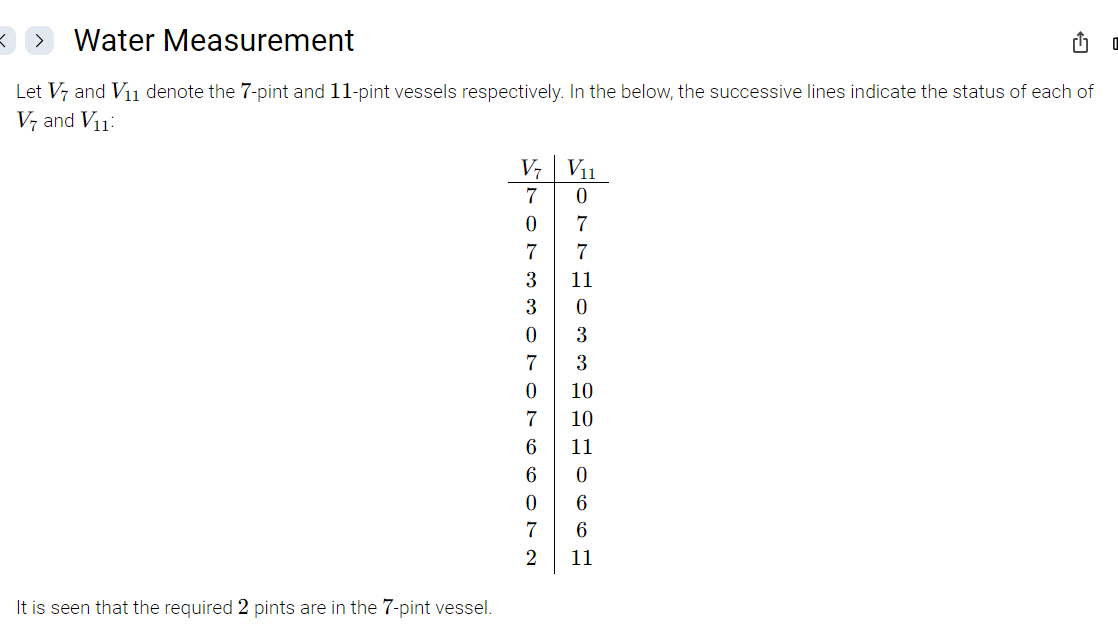 Water Measurement
Let V7 and V11 denote the 7-pint and 11-pint vessels respectively. In the below, the successive lines indicate the status of each of
V7 and V11:
V7 V11
7 0
0 7
7 7
3 11
3 0
0 3
7 3
0 10
7 10
6 11
6 0
0 6
7 6
2 11
It is seen that the required 2 pints are in the 7-pint vessel.